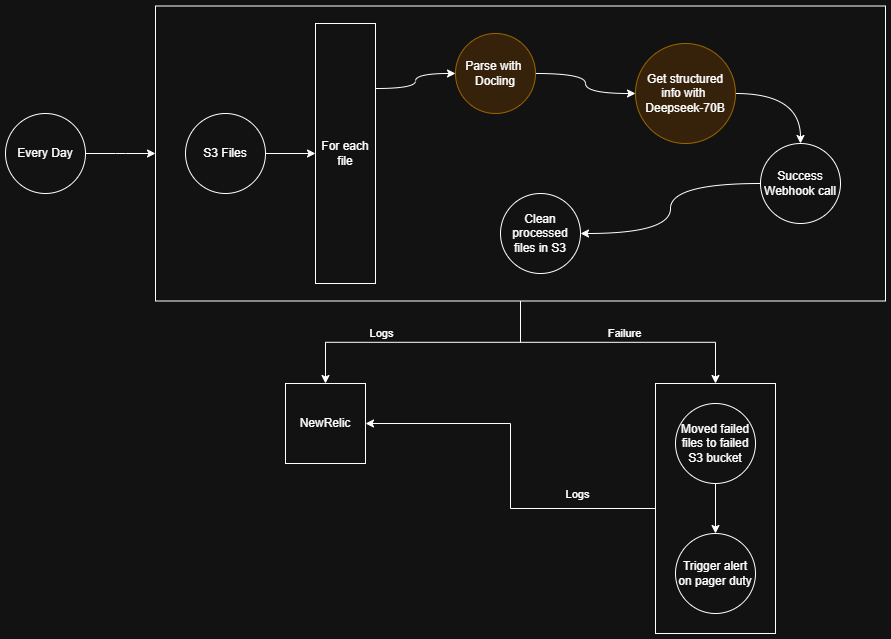 Every Day
S3 Files
For each
file
Parse with
Docling
Get structured
info with
Deepseek-70B
Success
Webhook call
Clean
processed
files in S3
Logs
Failure
NewRelic
Moved failed
files to failed
S3 bucket
Logs
Trigger alert
on pager duty